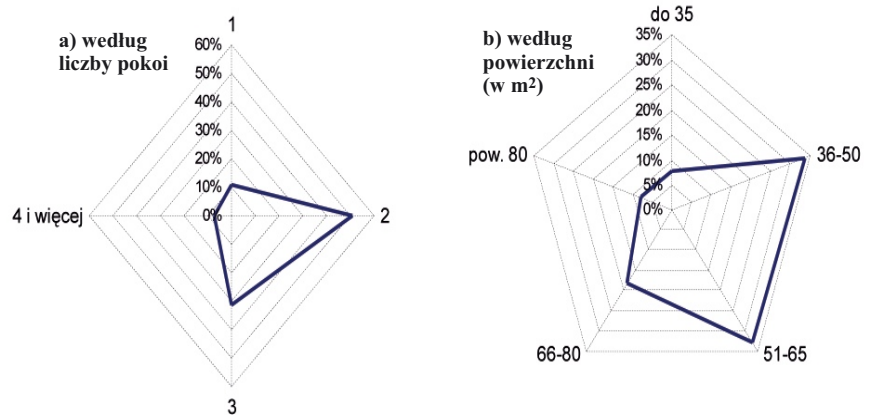 a) według
liczby pokoi
1
60%
50%
40%
30%
20%
10%
0%
4 i więcej
2
3
b) według
powierzchni
(w m²)
do 35
35%
30%
25%
20%
15%
10%
5%
0%
pow. 80
36-50
66-80
51-65